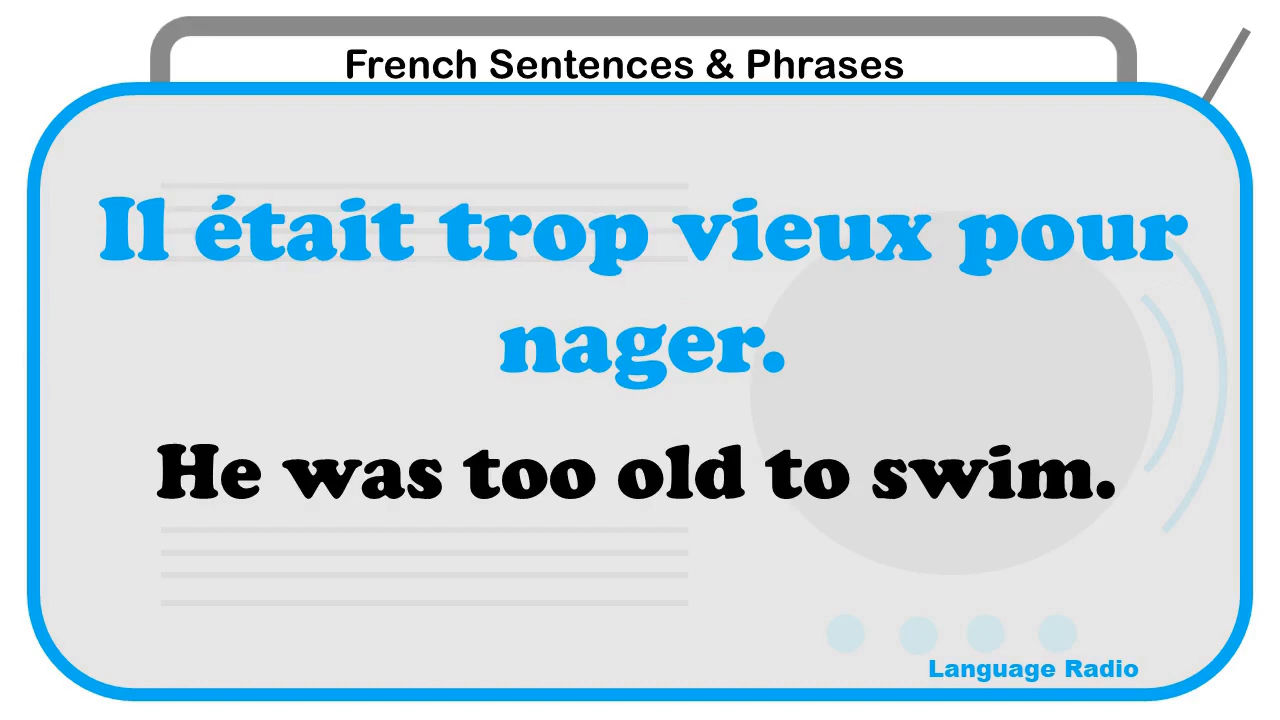 French Sentences & Phrases
Il était trop vieux pour
nager.
He was too old to swim.
Language Radio